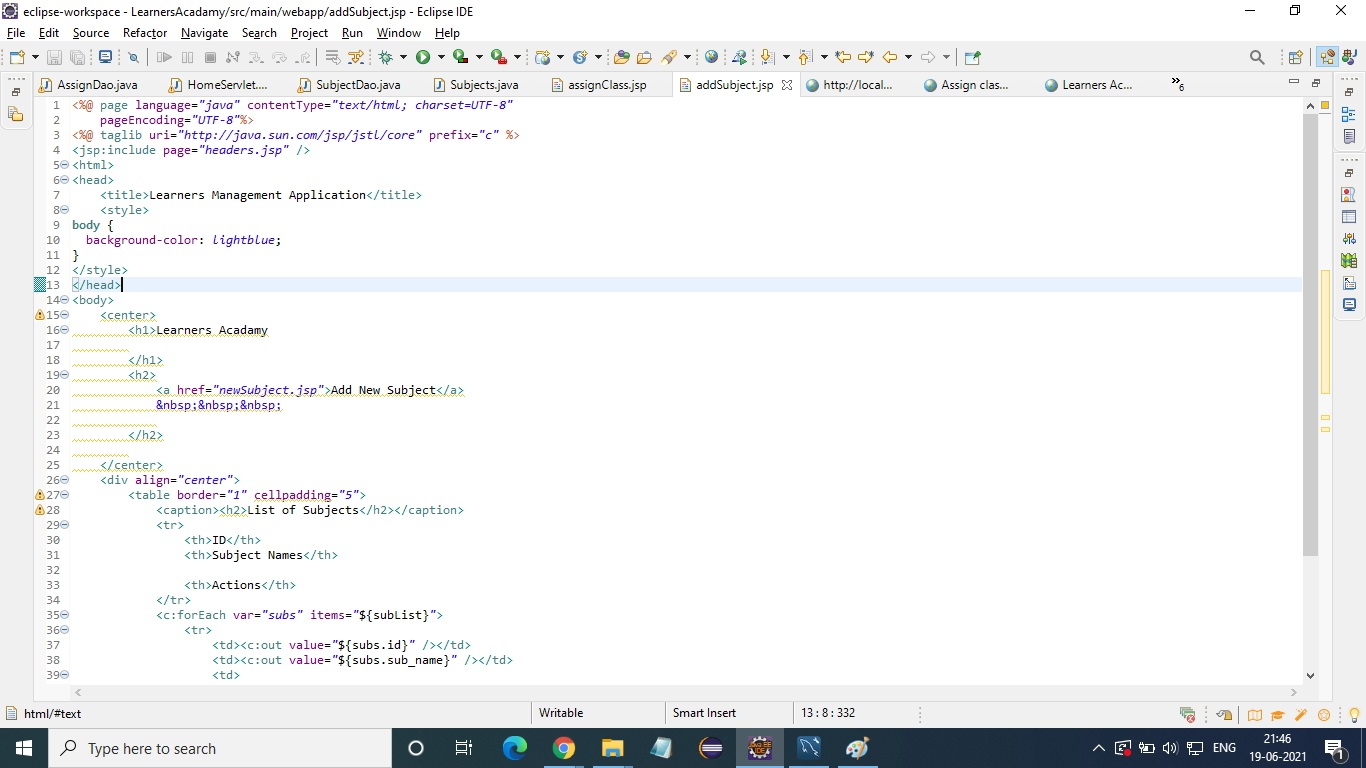 eclipse-workspace - LearnersAcadamy/src/main/webapp/addSubject.jsp - Eclipse IDE
File Edit Source Refactor Navigate Search Project Run Window Help
AssignDao.java HomeServlet.... SubjectDao.java Subjects.java assignClass.jsp addSubject.jsp http://local... Assign clas... Learners Ac... »6
1 <%@ page language="java" contentType="text/html; charset=UTF-8"
2 pageEncoding="UTF-8"%>
3 <%@ taglib uri="http://java.sun.com/jsp/jstl/core" prefix="c" %>
4 <jsp:include page="headers.jsp" />
5 <html>
6 <head>
7 <title>Learners Management Application</title>
8 <style>
9 body {
10 background-color: lightblue;
11 }
12 </style>
13 </head>
14 <body>
15 <center>
16 <h1>Learners Acadamy
17
18 </h1>
19 <h2>
20 <a href="newSubject.jsp">Add New Subject</a>
21 &nbsp;&nbsp;&nbsp;
22
23 </h2>
24
25 </center>
26 <div align="center">
27 <table border="1" cellpadding="5">
28 <caption><h2>List of Subjects</h2></caption>
29 <tr>
30 <th>ID</th>
31 <th>Subject Names</th>
32
33 <th>Actions</th>
34 </tr>
35 <c:forEach var="subs" items="${subList}">
36 <tr>
37 <td><c:out value="${subs.id}" /></td>
38 <td><c:out value="${subs.sub_name}" /></td>
39 <td>
html/#text Writable Smart Insert 13 : 8 : 332
Type here to search ENG 21:46
19-06-2021 1